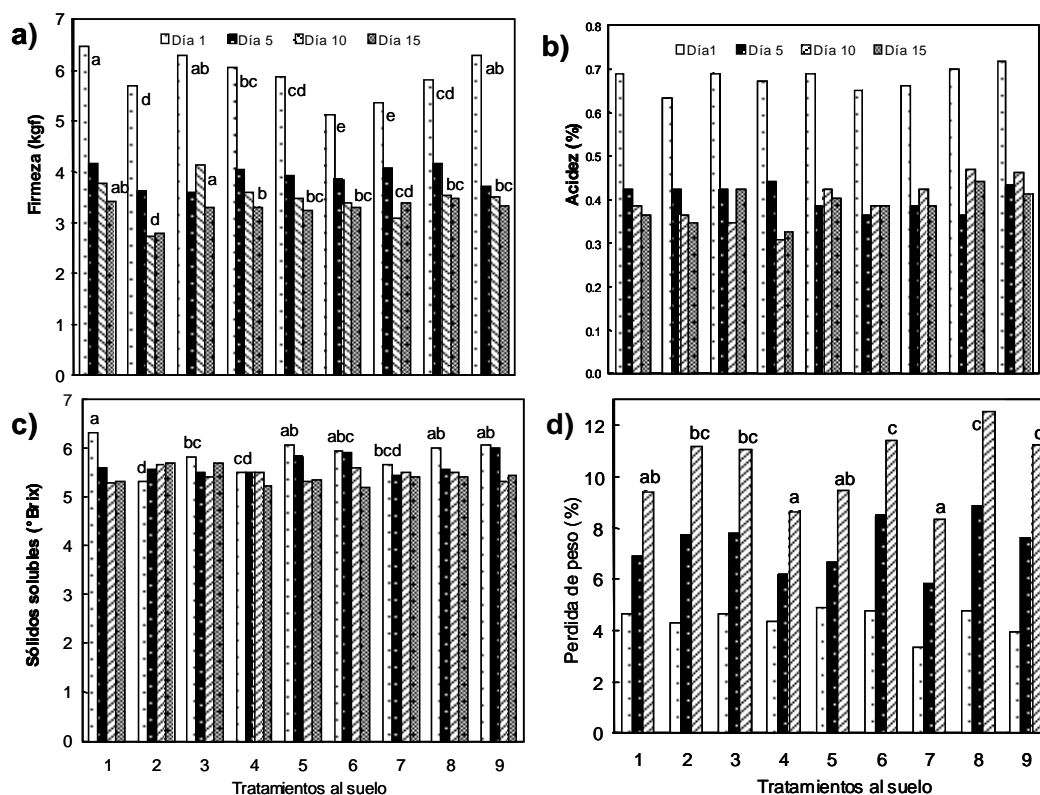 a)
Firmeza (kgf)
7
6
5
4
3
2
1
0
Día 1 Día 5 Día 10 Día 15
a d ab bc cd e e cd ab
ab d a b bc bc cd bc bc
b)
Acidez (%)
0.8
0.7
0.6
0.5
0.4
0.3
0.2
0.1
0.0
Día1 Día 5 Día 10 Día 15
c)
Sólidos solubles (°Brix)
7
6
5
4
3
2
1
0
a d bc cd ab abc bcd ab ab
1 2 3 4 5 6 7 8 9
Tratamientos al suelo
d)
Perdida de peso (%)
12
10
8
6
4
2
0
ab bc bc a ab c a c
1 2 3 4 5 6 7 8 9
Tratamientos al suelo